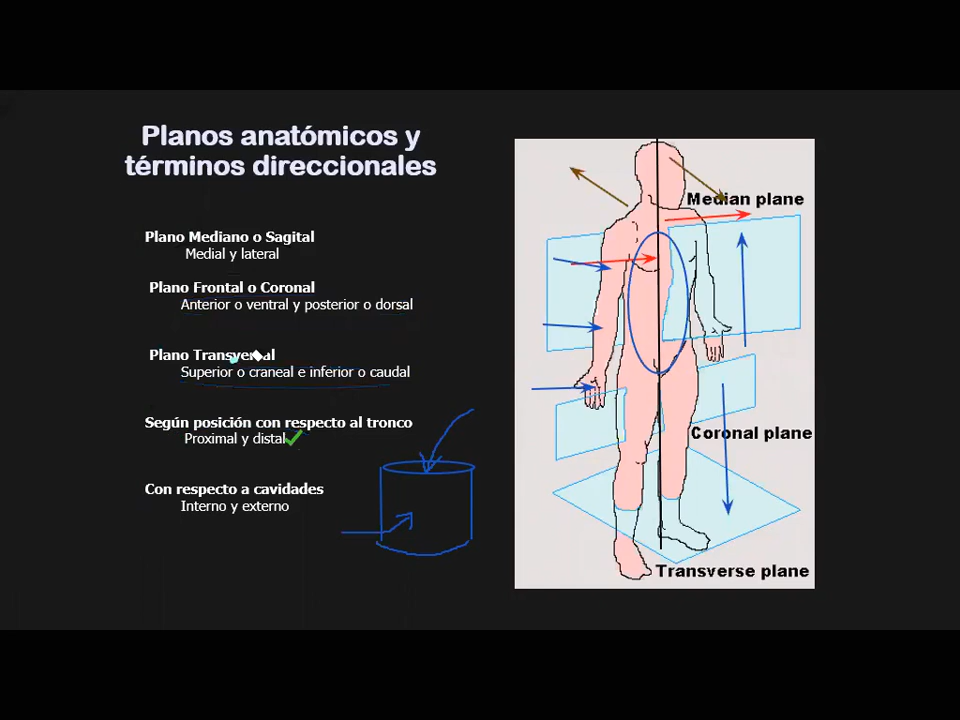 Planos anatómicos y
términos direccionales
Plano Mediano o Sagital
Medial y lateral
Plano Frontal o Coronal
Anterior o ventral y posterior o dorsal
Plano Transversal
Superior o craneal e inferior o caudal
Según posición con respecto al tronco
Proximal y distal
Con respecto a cavidades
Interno y externo
Median plane
Coronal plane
Transverse plane